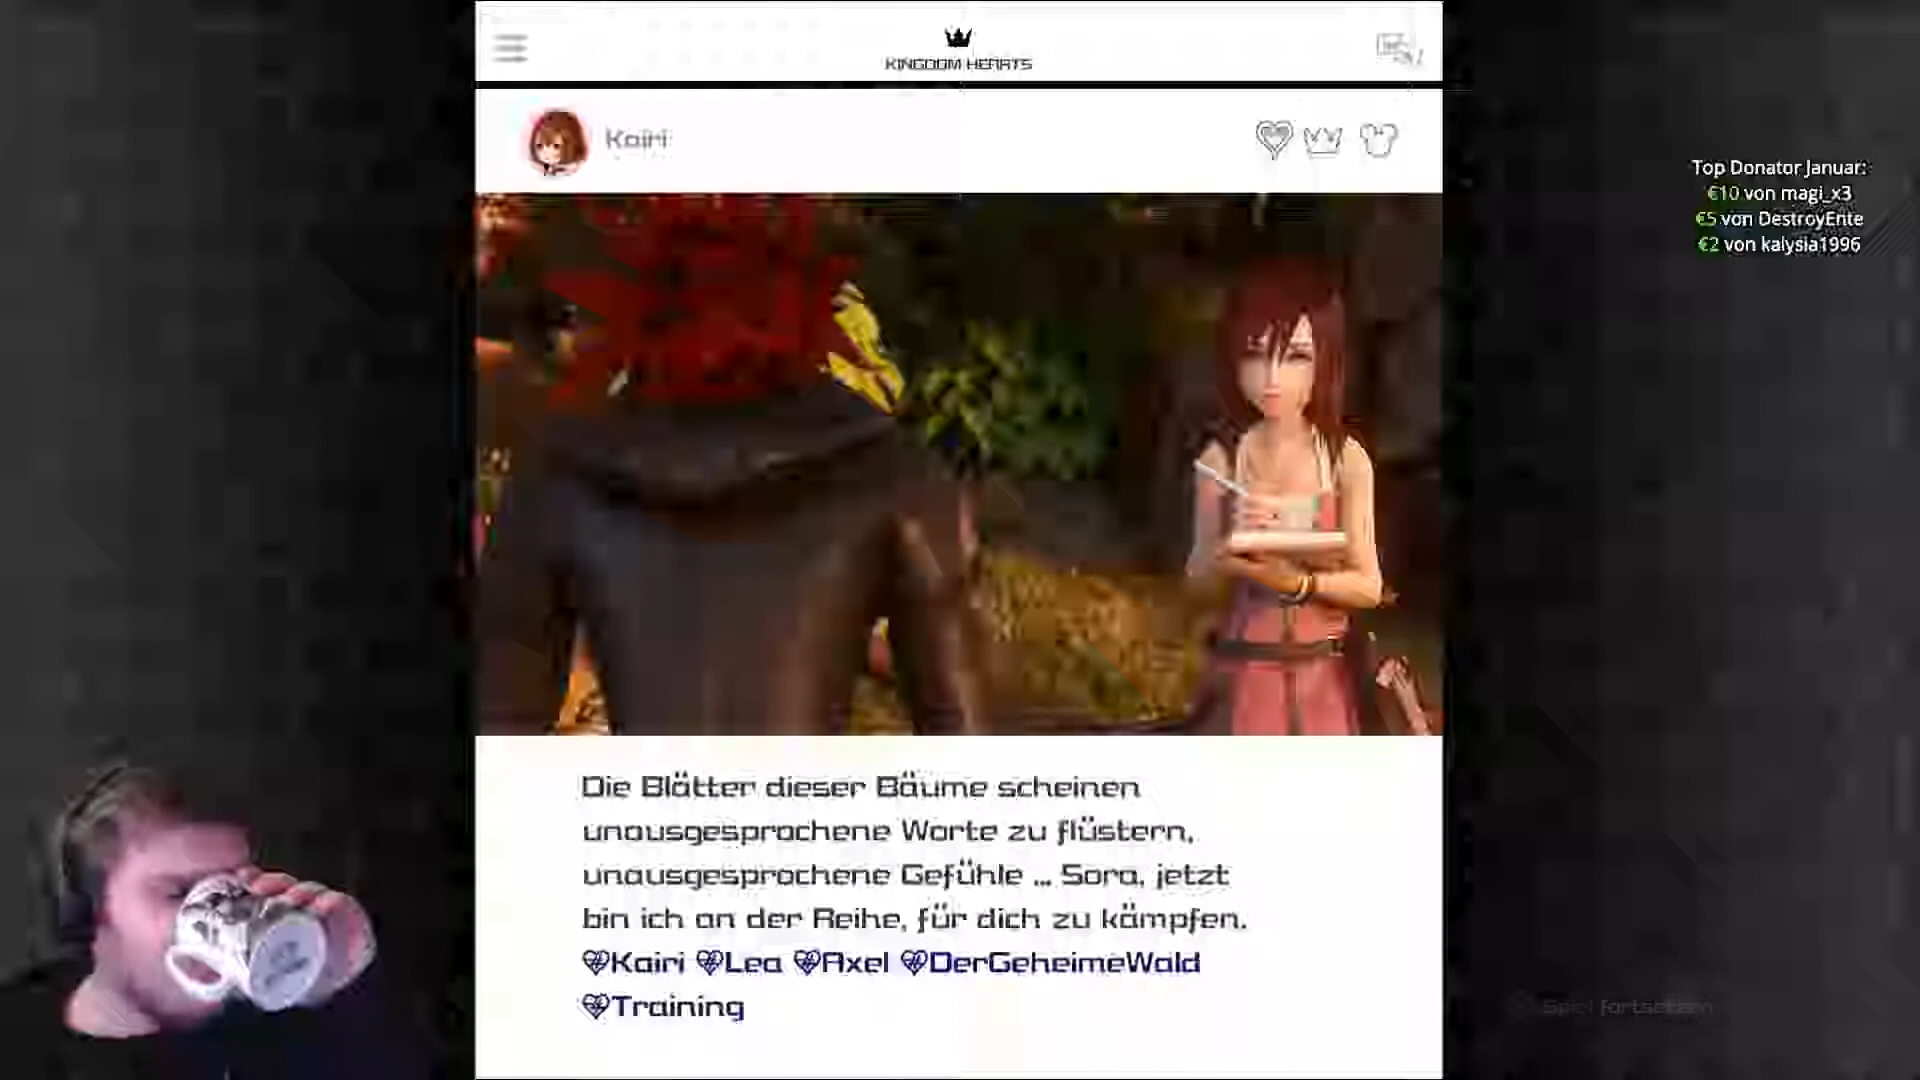 KINGDOM HEARTS
Kairi
Top Donator Januar:
€10 von magi_x3
€5 von DestroyEnte
€2 von kalysia1996
Die Blätter dieser Bäume scheinen
unausgesprochene Worte zu flüstern,
unausgesprochene Gefühle ... Sora, jetzt
bin ich an der Reihe, für dich zu kämpfen.
Kairi Lea Axel DerGeheimeWald
Training
Spiel fortsetzen